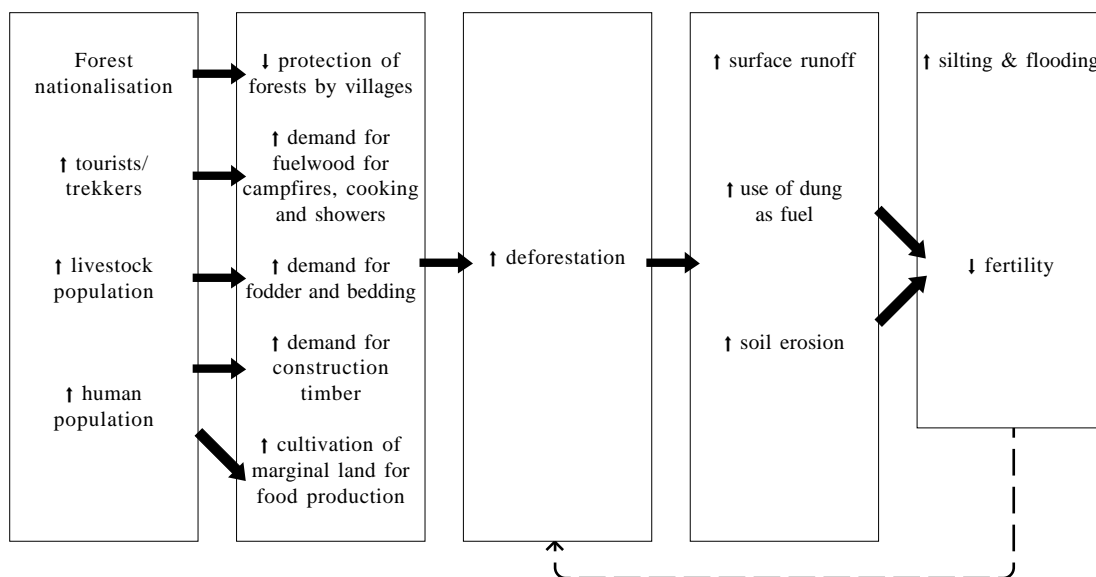 Forest
nationalisation
↑ tourists/
trekkers
↑ livestock
population
↑ human
population
↓ protection of
forests by villages
↑ demand for
fuelwood for
campfires, cooking
and showers
↑ demand for
fodder and bedding
↑ demand for
construction
timber
↑ cultivation of
marginal land for
food production
↑ deforestation
↑ surface runoff
↑ use of dung
as fuel
↑ soil erosion
↑ silting & flooding
↓ fertility